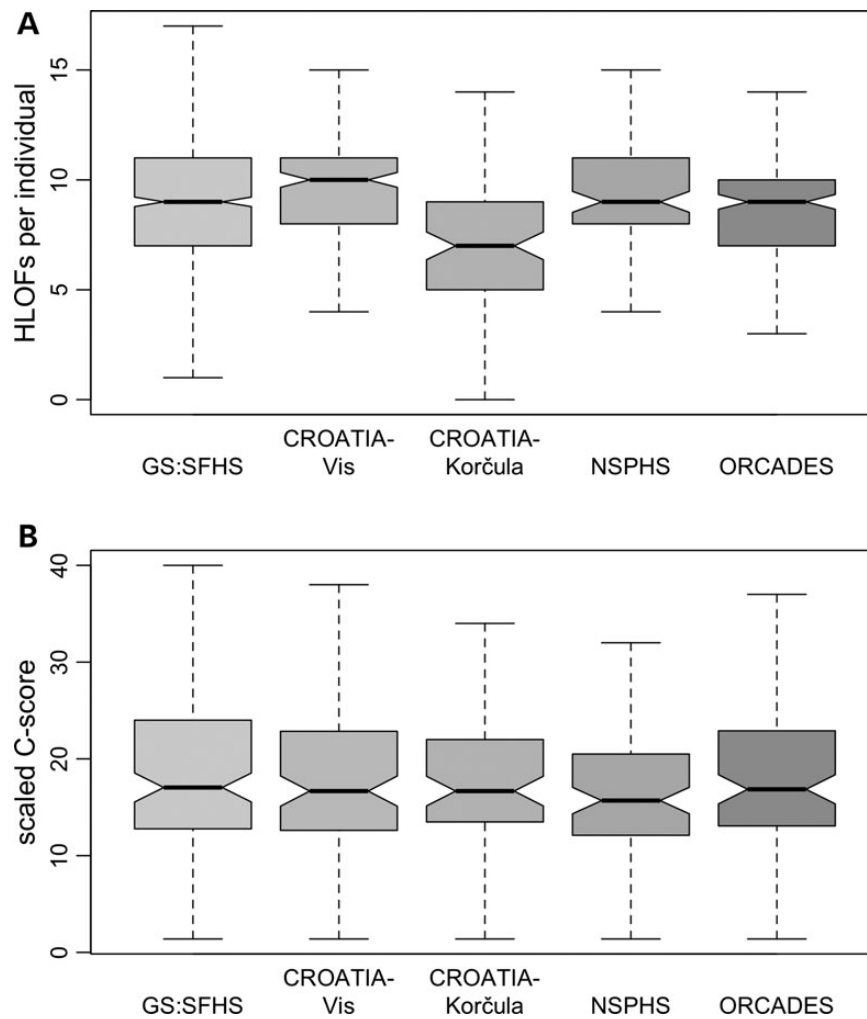 A
HLOFs per individual
15
10
5
0
GS:SFHS
CROATIA-
Vis
CROATIA-
Korčula
NSPHS
ORCADES
B
scaled C-score
40
30
20
10
0
GS:SFHS
CROATIA-
Vis
CROATIA-
Korčula
NSPHS
ORCADES